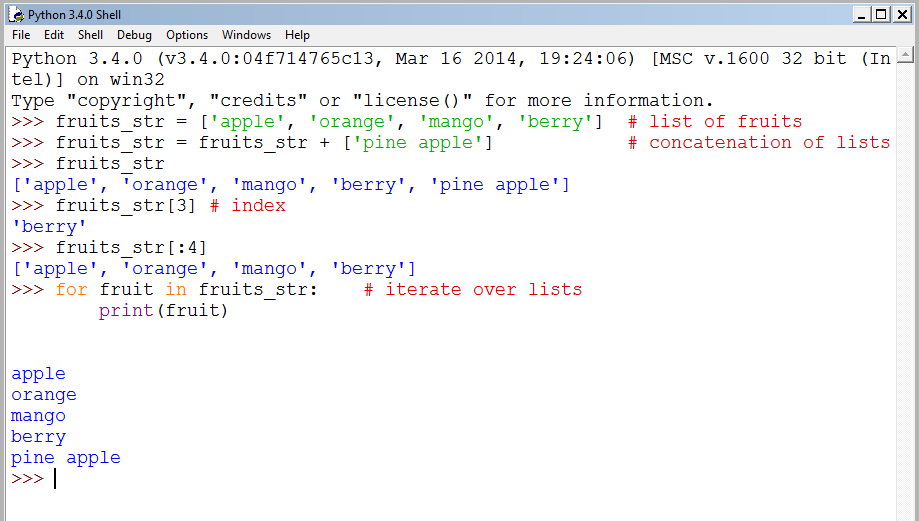 Python 3.4.0 Shell
File Edit Shell Debug Options Windows Help
Python 3.4.0 (v3.4.0:04f714765c13, Mar 16 2014, 19:24:06) [MSC v.1600 32 bit (In
tel)] on win32
Type "copyright", "credits" or "license()" for more information.
>>> fruits_str = ['apple', 'orange', 'mango', 'berry']  # list of fruits
>>> fruits_str = fruits_str + ['pine apple']            # concatenation of lists
>>> fruits_str
['apple', 'orange', 'mango', 'berry', 'pine apple']
>>> fruits_str[3] # index
'berry'
>>> fruits_str[:4]
['apple', 'orange', 'mango', 'berry']
>>> for fruit in fruits_str:    # iterate over lists
        print(fruit)
apple
orange
mango
berry
pine apple
>>>